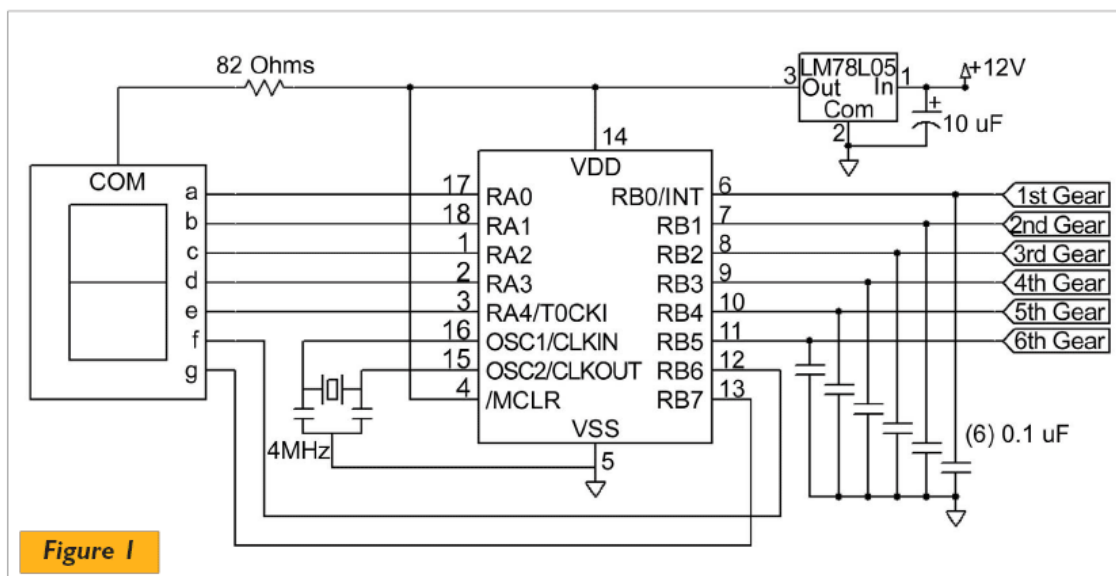 82 Ohms
3
LM78L05
Out In
Com
1
+12V
+
10 uF
2
14
COM
VDD
a
17
RA0
RB0/INT
6
1st Gear
b
18
RA1
RB1
7
2nd Gear
c
1
RA2
RB2
8
3rd Gear
d
2
RA3
RB3
9
4th Gear
e
3
RA4/T0CKI
RB4
10
5th Gear
f
16
OSC1/CLKIN
RB5
11
6th Gear
g
15
OSC2/CLKOUT
RB6
12
4
/MCLR
RB7
13
VSS
4MHz
5
(6) 0.1 uF
Figure 1